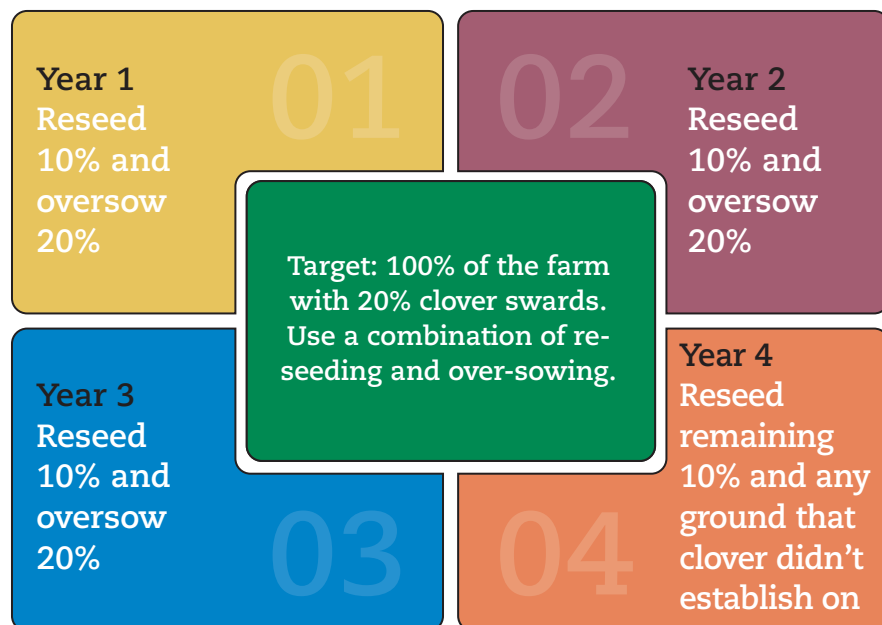 01
Year 1
Reseed
10% and
oversow
20%
02
Year 2
Reseed
10% and
oversow
20%
Target: 100% of the farm
with 20% clover swards.
Use a combination of re-
seeding and over-sowing.
Year 3
Reseed
10% and
oversow
20%
03
Year 4
Reseed
remaining
10% and any
ground that
clover didn’t
establish on
04